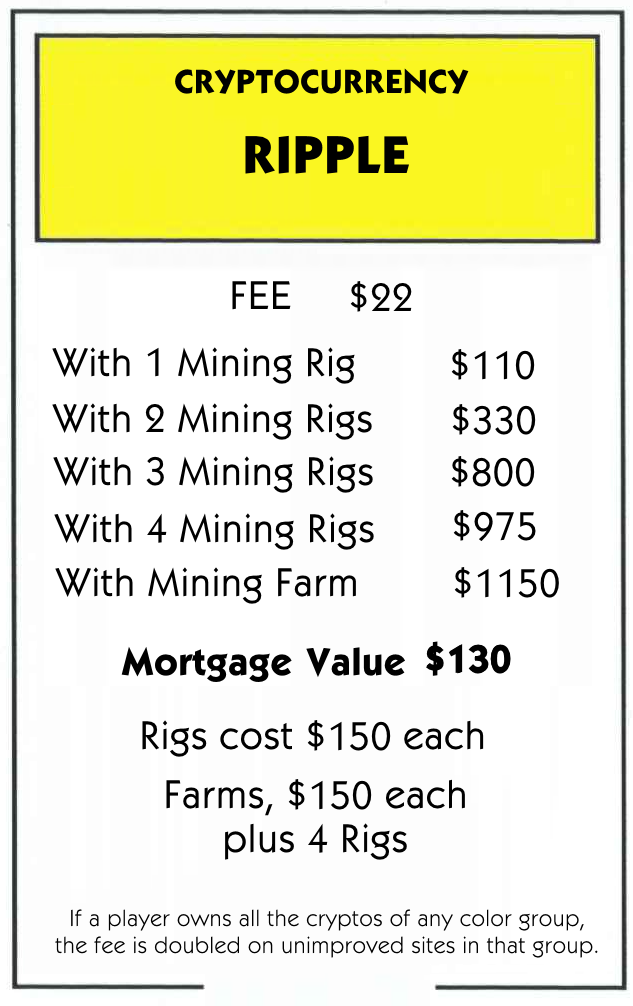 CRYPTOCURRENCY
RIPPLE
FEE $22
With 1 Mining Rig $110
With 2 Mining Rigs $330
With 3 Mining Rigs $800
With 4 Mining Rigs $975
With Mining Farm $1150
Mortgage Value $130
Rigs cost $150 each
Farms, $150 each
plus 4 Rigs
If a player owns all the cryptos of any color group,
the fee is doubled on unimproved sites in that group.